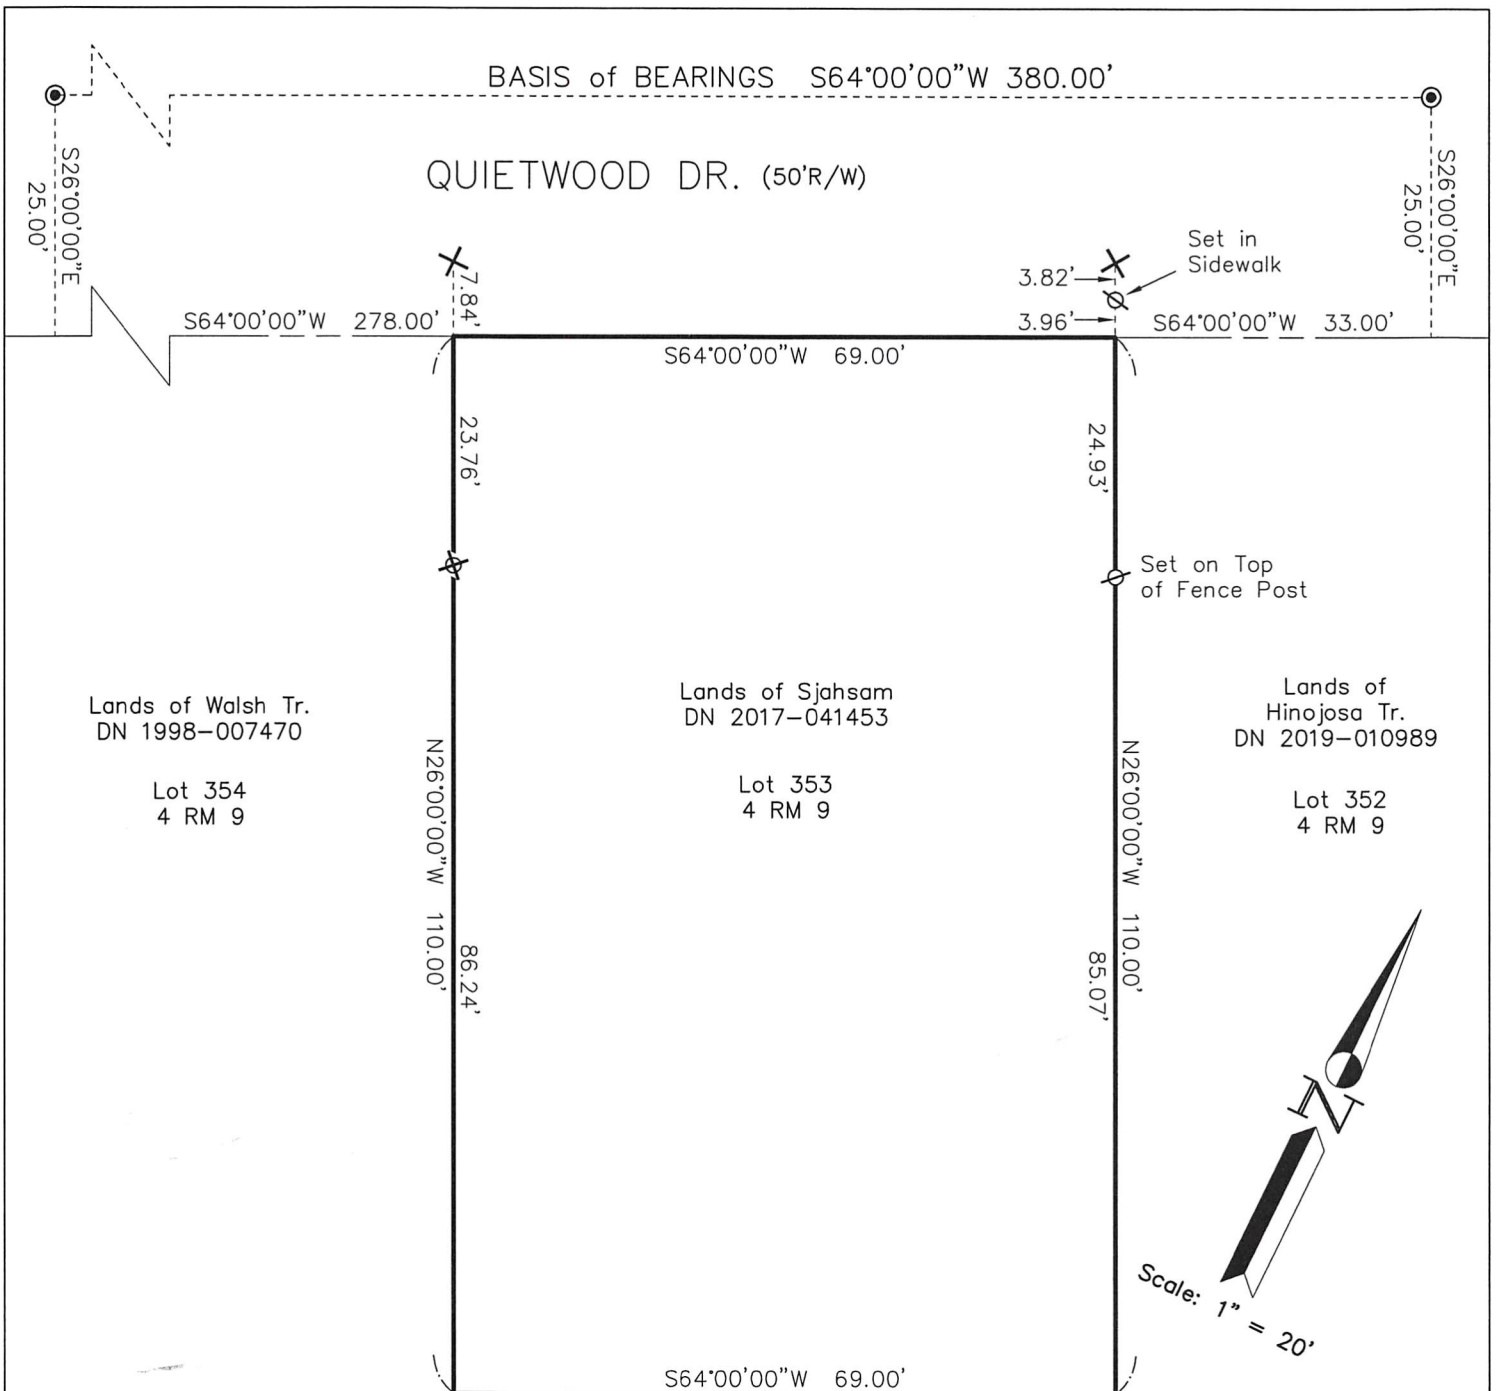 BASIS of BEARINGS S64°00'00"W 380.00'
S26°00'00"E
25.00'
S26°00'00"E
25.00'
QUIETWOOD DR. (50'R/W)
Set in
Sidewalk
7.84'
3.82'
3.96'
S64°00'00"W 278.00'
S64°00'00"W 33.00'
S64°00'00"W 69.00'
23.76'
24.93'
Set on Top
of Fence Post
Lands of Walsh Tr.
DN 1998-007470
Lot 354
4 RM 9
Lands of Sjahsam
DN 2017-041453
Lot 353
4 RM 9
Lands of
Hinojosa Tr.
DN 2019-010989
Lot 352
4 RM 9
N26°00'00"W 110.00'
86.24'
85.07'
N26°00'00"W 110.00'
N
Scale: 1" = 20'
S64°00'00"W 69.00'